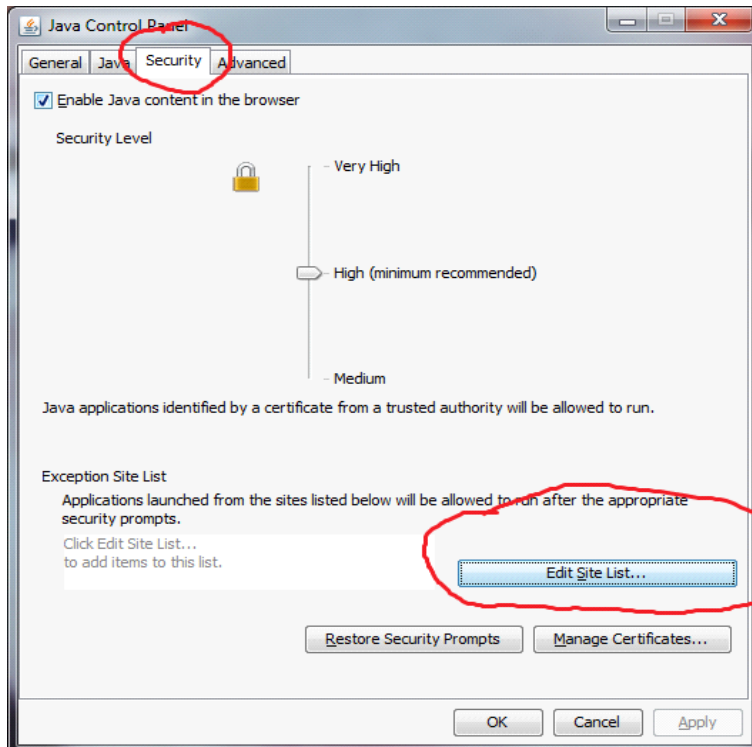 Java Control Panel
General Java Security Advanced
Enable Java content in the browser
Security Level
- Very High
- High (minimum recommended)
- Medium
Java applications identified by a certificate from a trusted authority will be allowed to run.
Exception Site List
Applications launched from the sites listed below will be allowed to run after the appropriate
security prompts.
Click Edit Site List...
to add items to this list.
Edit Site List...
Restore Security Prompts Manage Certificates...
OK Cancel Apply